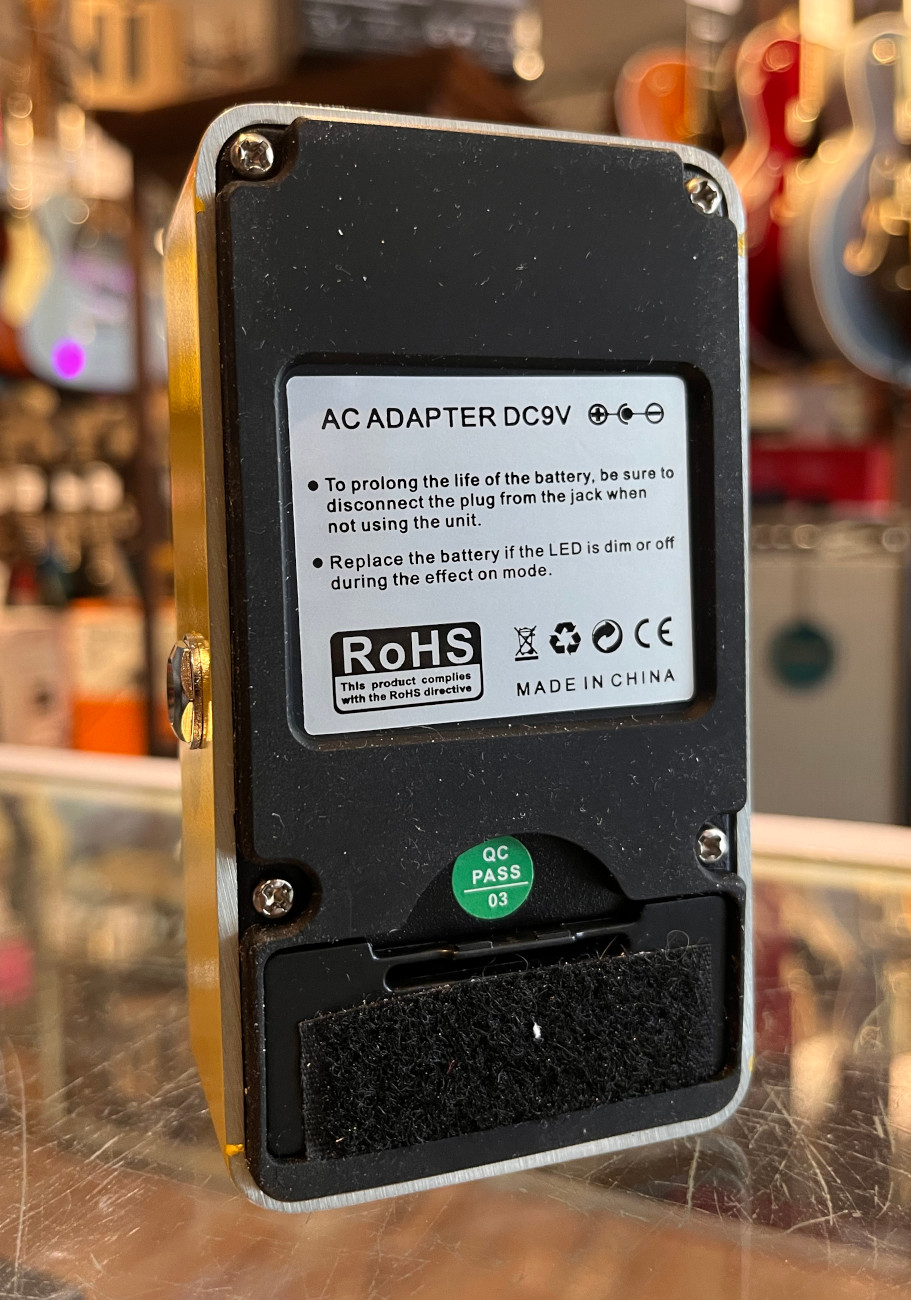 AC ADAPTER DC9V
● To prolong the life of the battery, be sure to
disconnect the plug from the jack when
not using the unit.
● Replace the battery if the LED is dim or off
during the effect on mode.
RoHS
This product complies
with the RoHS directive
CE
MADE IN CHINA
QC
PASS
03